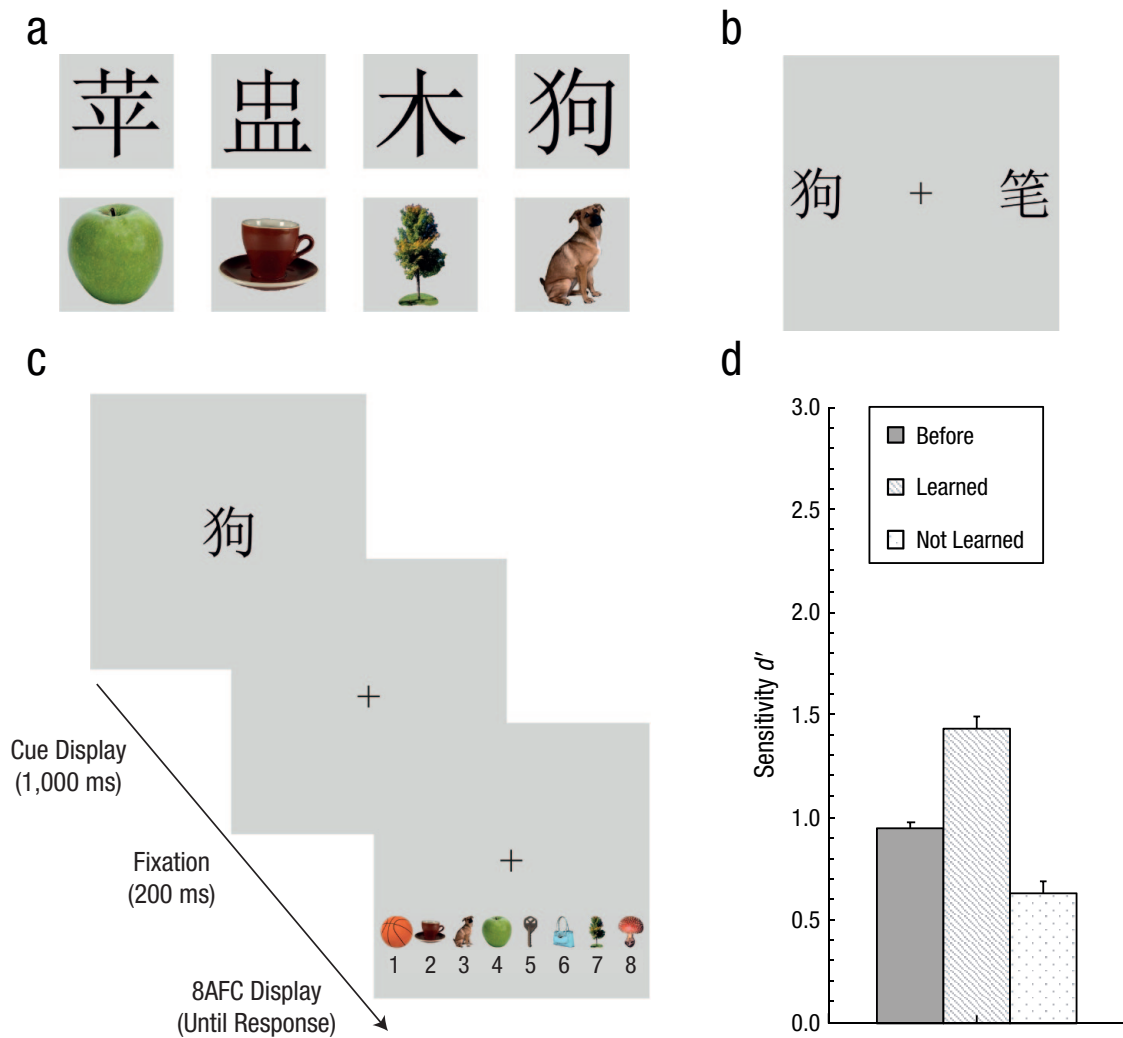 a
苹 盅 木 狗
b
狗 + 笔
c
狗
+
+
1 2 3 4 5 6 7 8
Cue Display
(1,000 ms)
Fixation
(200 ms)
8AFC Display
(Until Response)
d
Sensitivity d′
3.0
2.5
2.0
1.5
1.0
0.5
0.0
Before
Learned
Not Learned